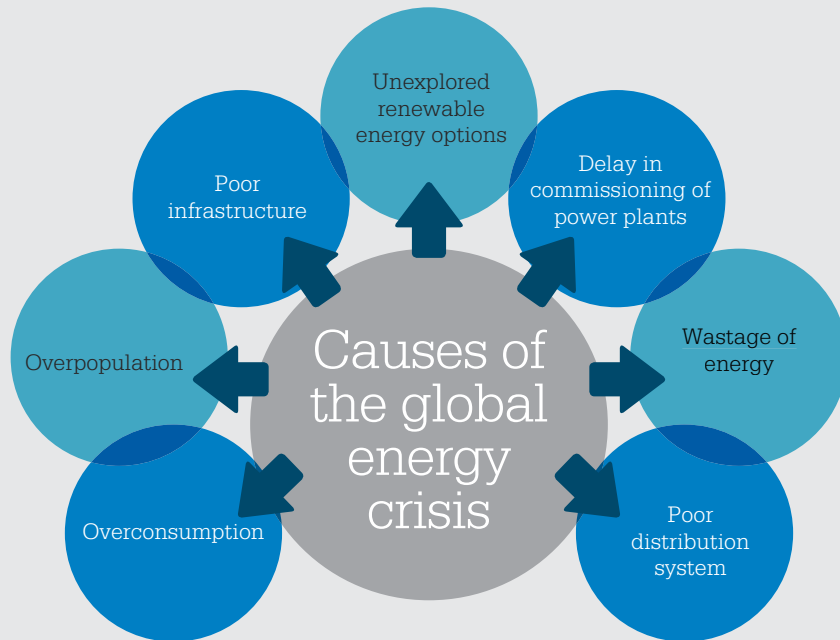 Unexplored
renewable
energy options
Poor
infrastructure
Delay in
commissioning of
power plants
Overpopulation
Wastage of
energy
Causes of
the global
energy
crisis
Overconsumption
Poor
distribution
system